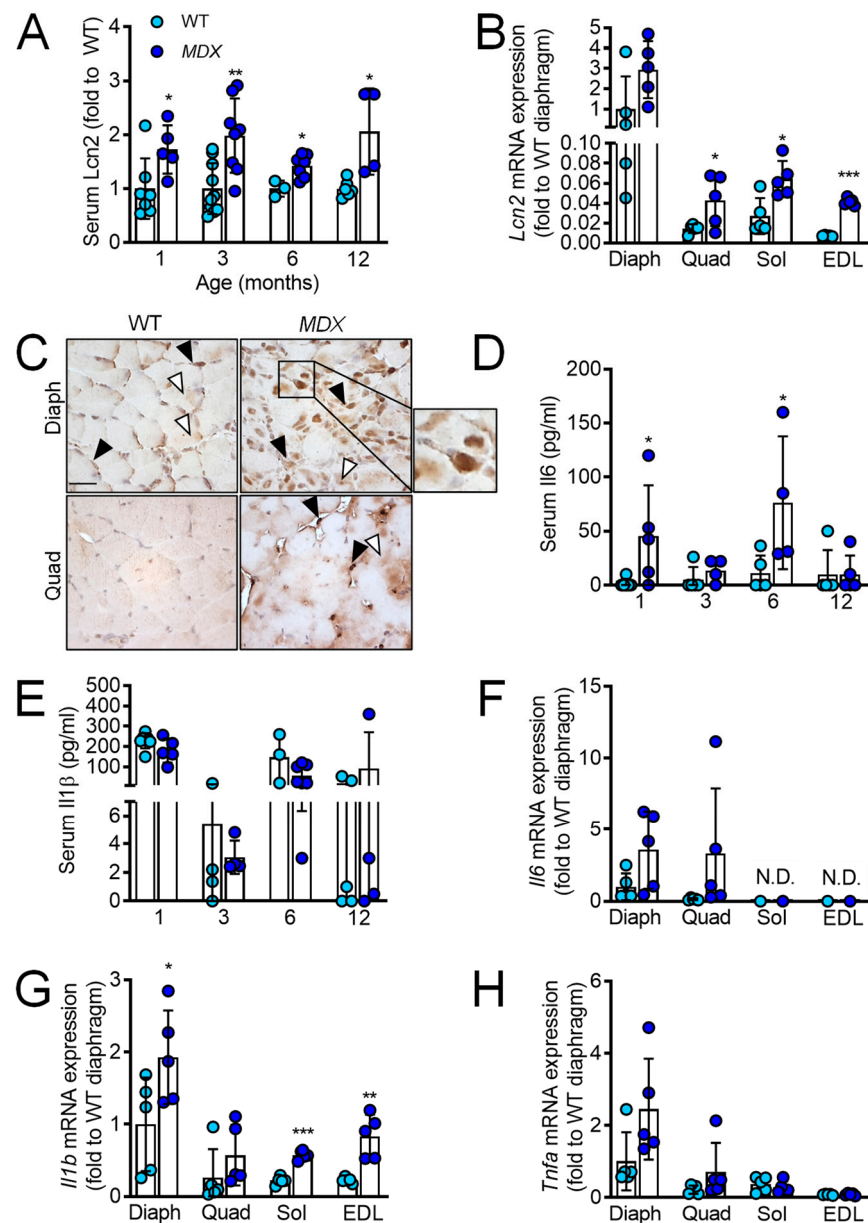 A
WT
MDX
Serum Lcn2 (fold to WT)
4
3
2
1
0
* ** * *
1 3 6 12
Age (months)
B
Lcn2 mRNA expression
(fold to WT diaphragm)
5
4
3
2
1
0.10
0.08
0.06
0.04
0.02
0.00
* * ***
Diaph Quad Sol EDL
C
WT MDX
Diaph
Quad
D
Serum Il6 (pg/ml)
200
150
100
50
0
* *
1 3 6 12
E
Serum Il1β (pg/ml)
500
400
300
200
100
6
4
2
0
1 3 6 12
F
Il6 mRNA expression
(fold to WT diaphragm)
15
10
5
0
N.D. N.D.
Diaph Quad Sol EDL
G
Il1b mRNA expression
(fold to WT diaphragm)
3
2
1
0
* *** **
Diaph Quad Sol EDL
H
Tnfa mRNA expression
(fold to WT diaphragm)
6
4
2
0
Diaph Quad Sol EDL